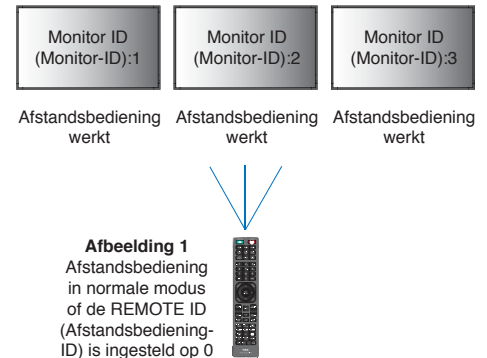 Monitor ID
(Monitor-ID):1
Monitor ID
(Monitor-ID):2
Monitor ID
(Monitor-ID):3
Afstandsbediening
werkt
Afstandsbediening
werkt
Afstandsbediening
werkt
Afbeelding 1
Afstandsbediening
in normale modus
of de REMOTE ID
(Afstandsbediening-
ID) is ingesteld op 0